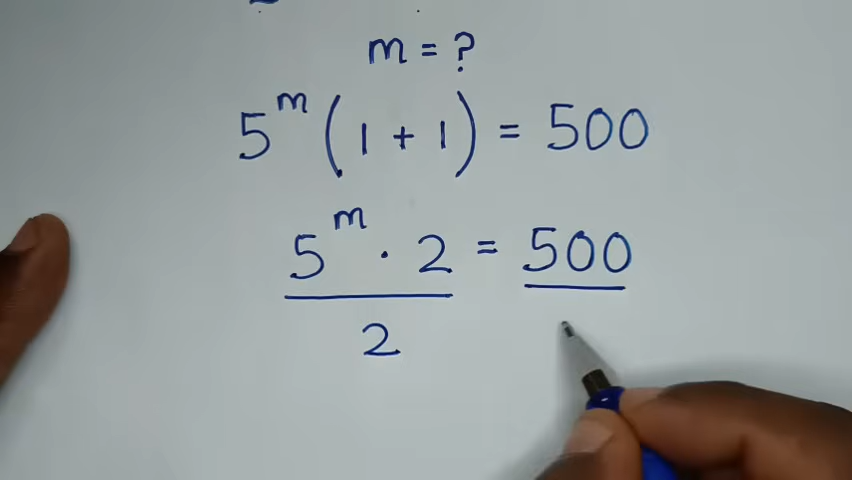 m = ?
5^m (1 + 1) = 500
5^m · 2 = 500
2